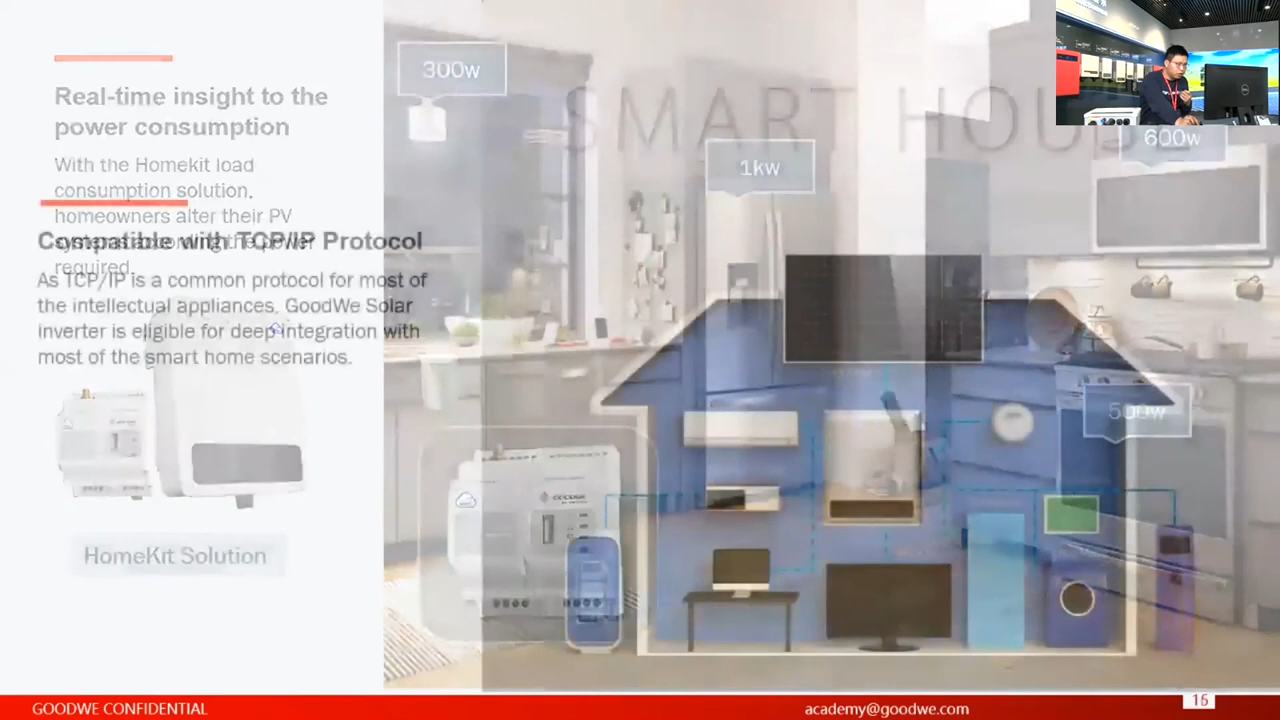 Real-time insight to the
power consumption
With the Homekit load
consumption solution,
homeowners alter their PV
required.
Compatible with TCP/IP Protocol
As TCP/IP is a common protocol for most of
the intellectual appliances, GoodWe Solar
inverter is eligible for deep integration with
most of the smart home scenarios.
HomeKit Solution
SMART HOUS
300w
1kw
600w
500w
GOODWE CONFIDENTIAL
academy@goodwe.com
16